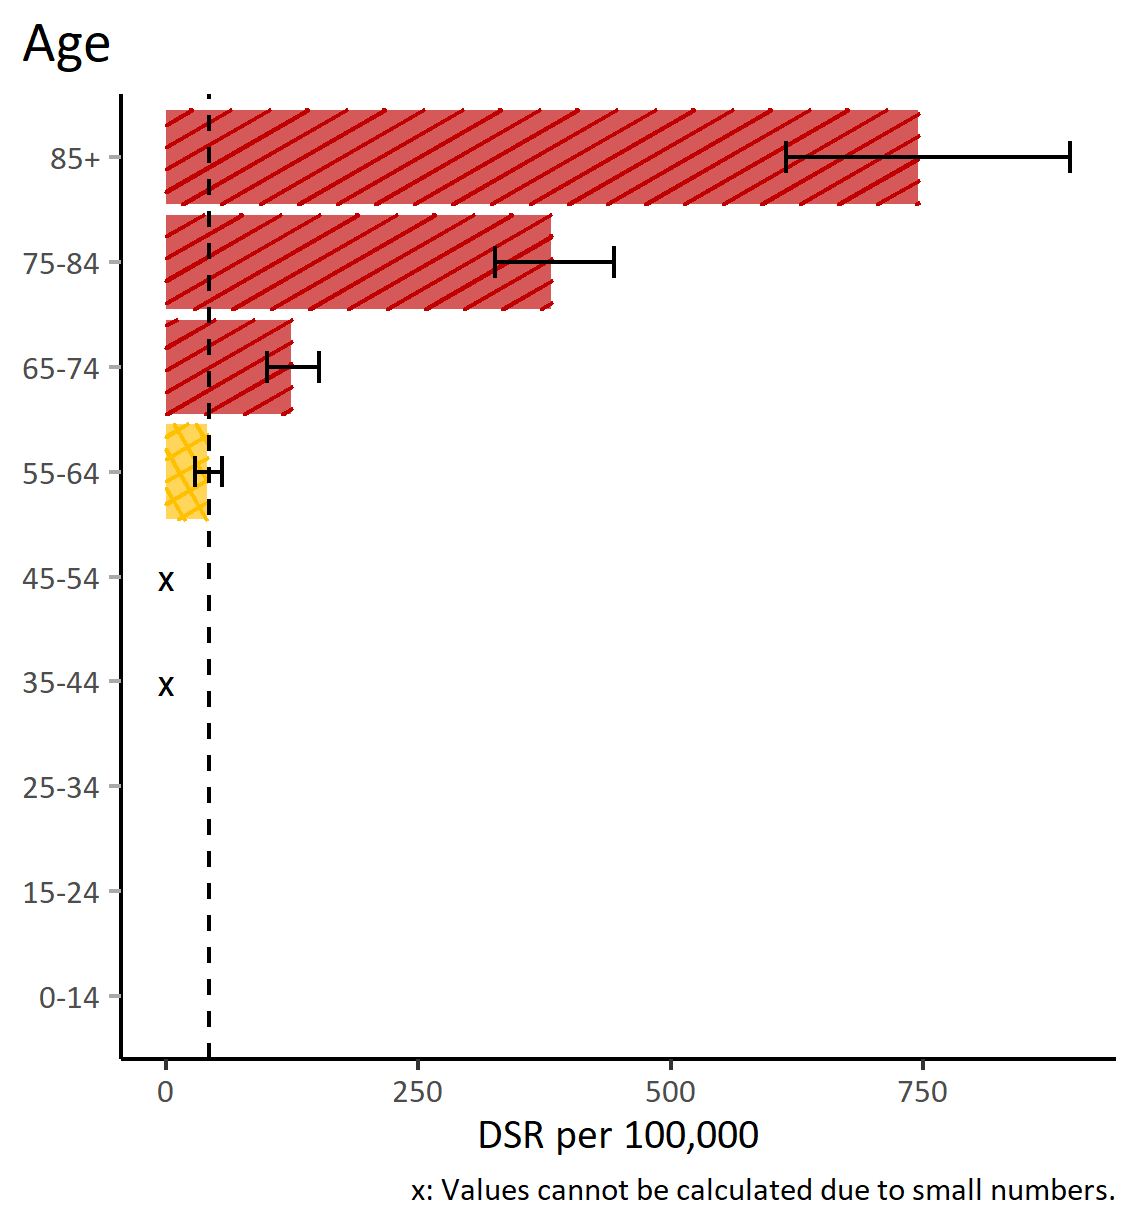 Age
85+
75-84
65-74
55-64
45-54
x
35-44
x
25-34
15-24
0-14
0 250 500 750
DSR per 100,000
x: Values cannot be calculated due to small numbers.